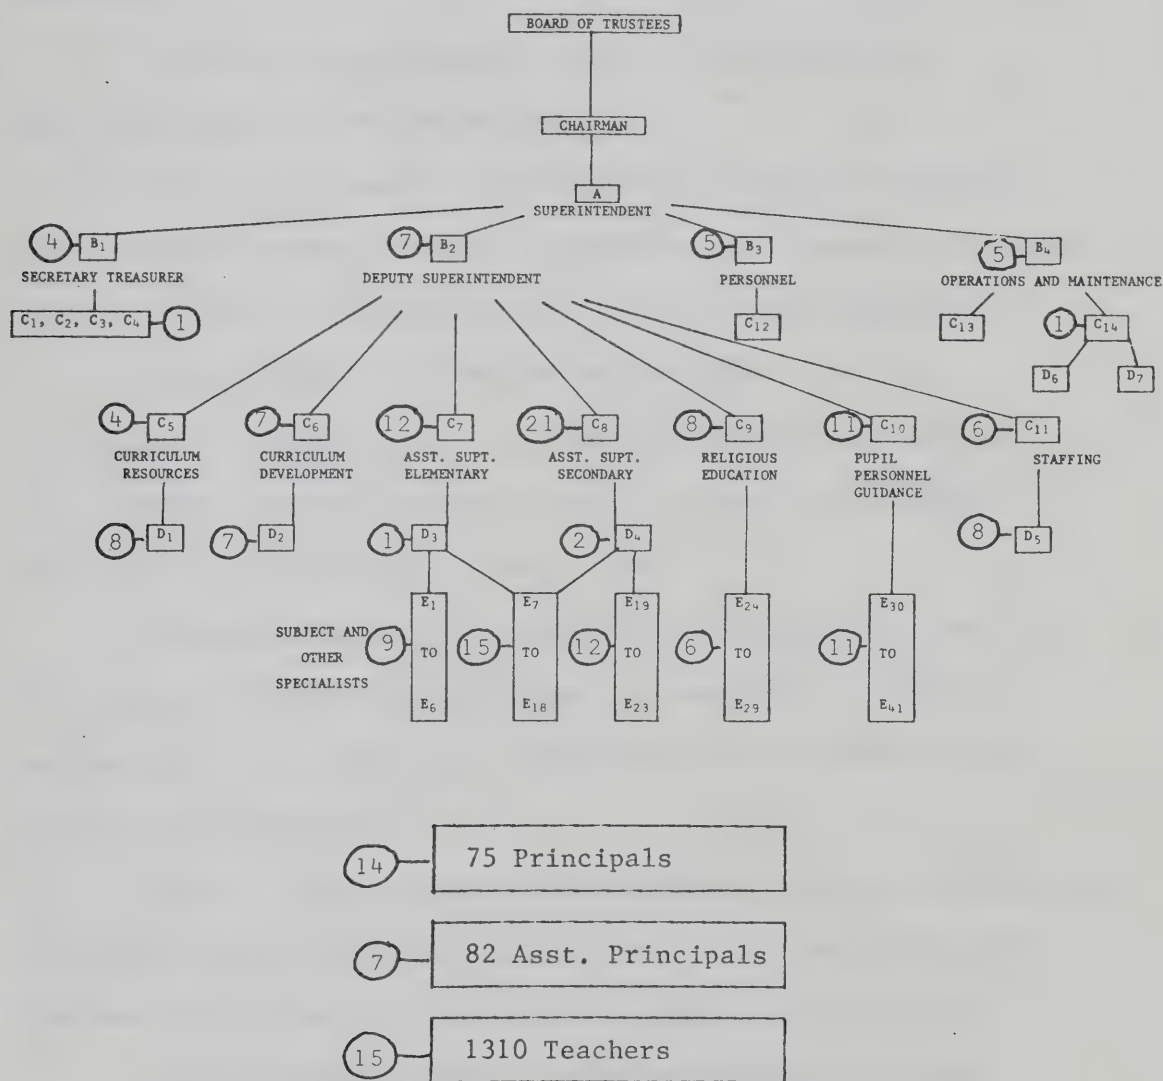 BOARD OF TRUSTEES
CHAIRMAN
A
SUPERINTENDENT
4 B₁
7 B₂
5 B₃
5 B₄
SECRETARY TREASURER
DEPUTY SUPERINTENDENT
PERSONNEL
OPERATIONS AND MAINTENANCE
C₁, C₂, C₃, C₄ 1
C₁₂
C₁₃
1 C₁₄
D₆
D₇
4 C₅
7 C₆
12 C₇
21 C₈
8 C₉
11 C₁₀
6 C₁₁
CURRICULUM
RESOURCES
CURRICULUM
DEVELOPMENT
ASST. SUPT.
ELEMENTARY
ASST. SUPT.
SECONDARY
RELIGIOUS
EDUCATION
PUPIL
PERSONNEL
GUIDANCE
STAFFING
8 D₁
7 D₂
1 D₃
2 D₄
8 D₅
SUBJECT AND
OTHER
SPECIALISTS
E₁
9 TO
E₆
E₇
15 TO
E₁₈
E₁₉
12 TO
E₂₃
E₂₄
6 TO
E₂₉
E₃₀
11 TO
E₄₁
14 75 Principals
7 82 Asst. Principals
15 1310 Teachers